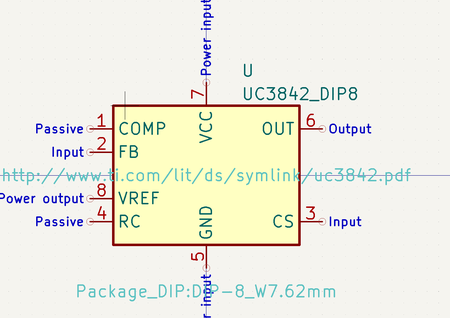 Power input
U
UC3842_DIP8
7
VCC
Passive 1 COMP OUT 6 Output
Input 2 FB
http://www.ti.com/lit/ds/symlink/uc3842.pdf
Power output 8 VREF
Passive 4 RC CS 3 Input
GND
5
Package_DIP:DIP-8_W7.62mm
r input